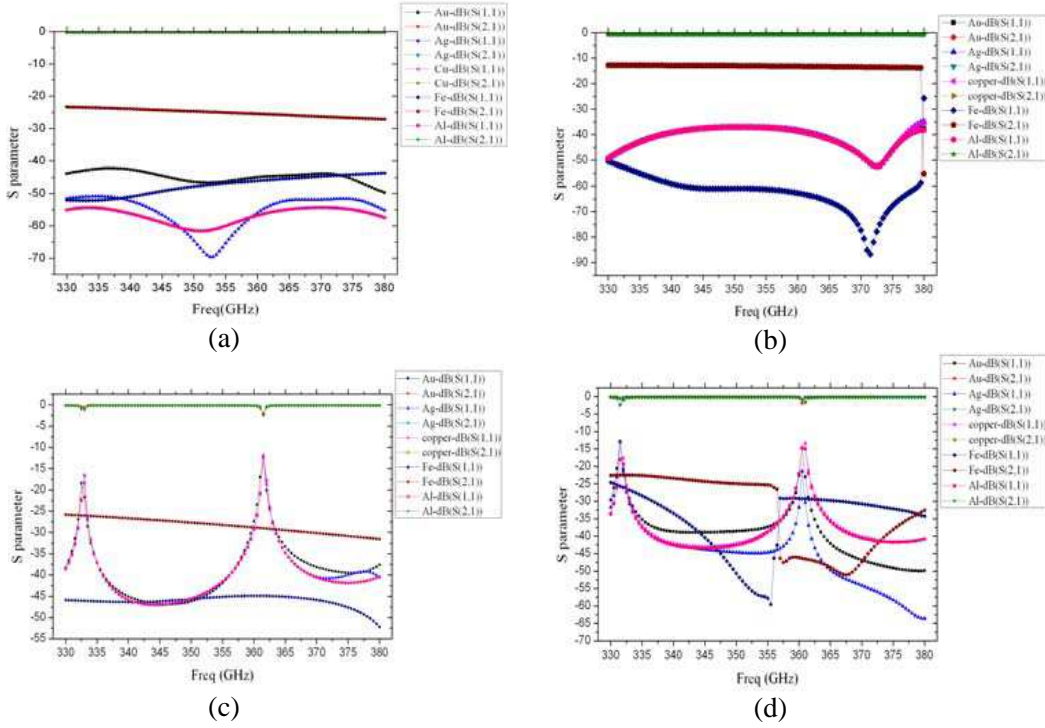 Au-dB(S(1,1))
Au-dB(S(2,1))
Ag-dB(S(1,1))
Ag-dB(S(2,1))
Cu-dB(S(1,1))
Cu-dB(S(2,1))
Fe-dB(S(1,1))
Fe-dB(S(2,1))
Al-dB(S(1,1))
Al-dB(S(2,1))
0
-10
-20
-30
-40
-50
-60
-70
S parameter
330 335 340 345 350 355 360 365 370 375 380
Freq(GHz)
(a)
Au-dB(S(1,1))
Au-dB(S(2,1))
Ag-dB(S(1,1))
Ag-dB(S(2,1))
copper-dB(S(1,1))
copper-dB(S(2,1))
Fe-dB(S(1,1))
Fe-dB(S(2,1))
Al-dB(S(1,1))
Al-dB(S(2,1))
0
-10
-20
-30
-40
-50
-60
-70
-80
-90
S parameter
330 335 340 345 350 355 360 365 370 375 380
Freq (GHz)
(b)
Au-dB(S(1,1))
Au-dB(S(2,1))
Ag-dB(S(1,1))
Ag-dB(S(2,1))
copper-dB(S(1,1))
copper-dB(S(2,1))
Fe-dB(S(1,1))
Fe-dB(S(2,1))
Al-dB(S(1,1))
Al-dB(S(2,1))
0
-5
-10
-15
-20
-25
-30
-35
-40
-45
-50
-55
S parameter
330 335 340 345 350 355 360 365 370 375 380
Freq (GHz)
(c)
Au-dB(S(1,1))
Au-dB(S(2,1))
Ag-dB(S(1,1))
Ag-dB(S(2,1))
copper-dB(S(1,1))
copper-dB(S(2,1))
Fe-dB(S(1,1))
Fe-dB(S(2,1))
Al-dB(S(1,1))
Al-dB(S(2,1))
0
-5
-10
-15
-20
-25
-30
-35
-40
-45
-50
-55
-60
-65
-70
S parameter
330 335 340 345 350 355 360 365 370 375 380
Freq (GHz)
(d)